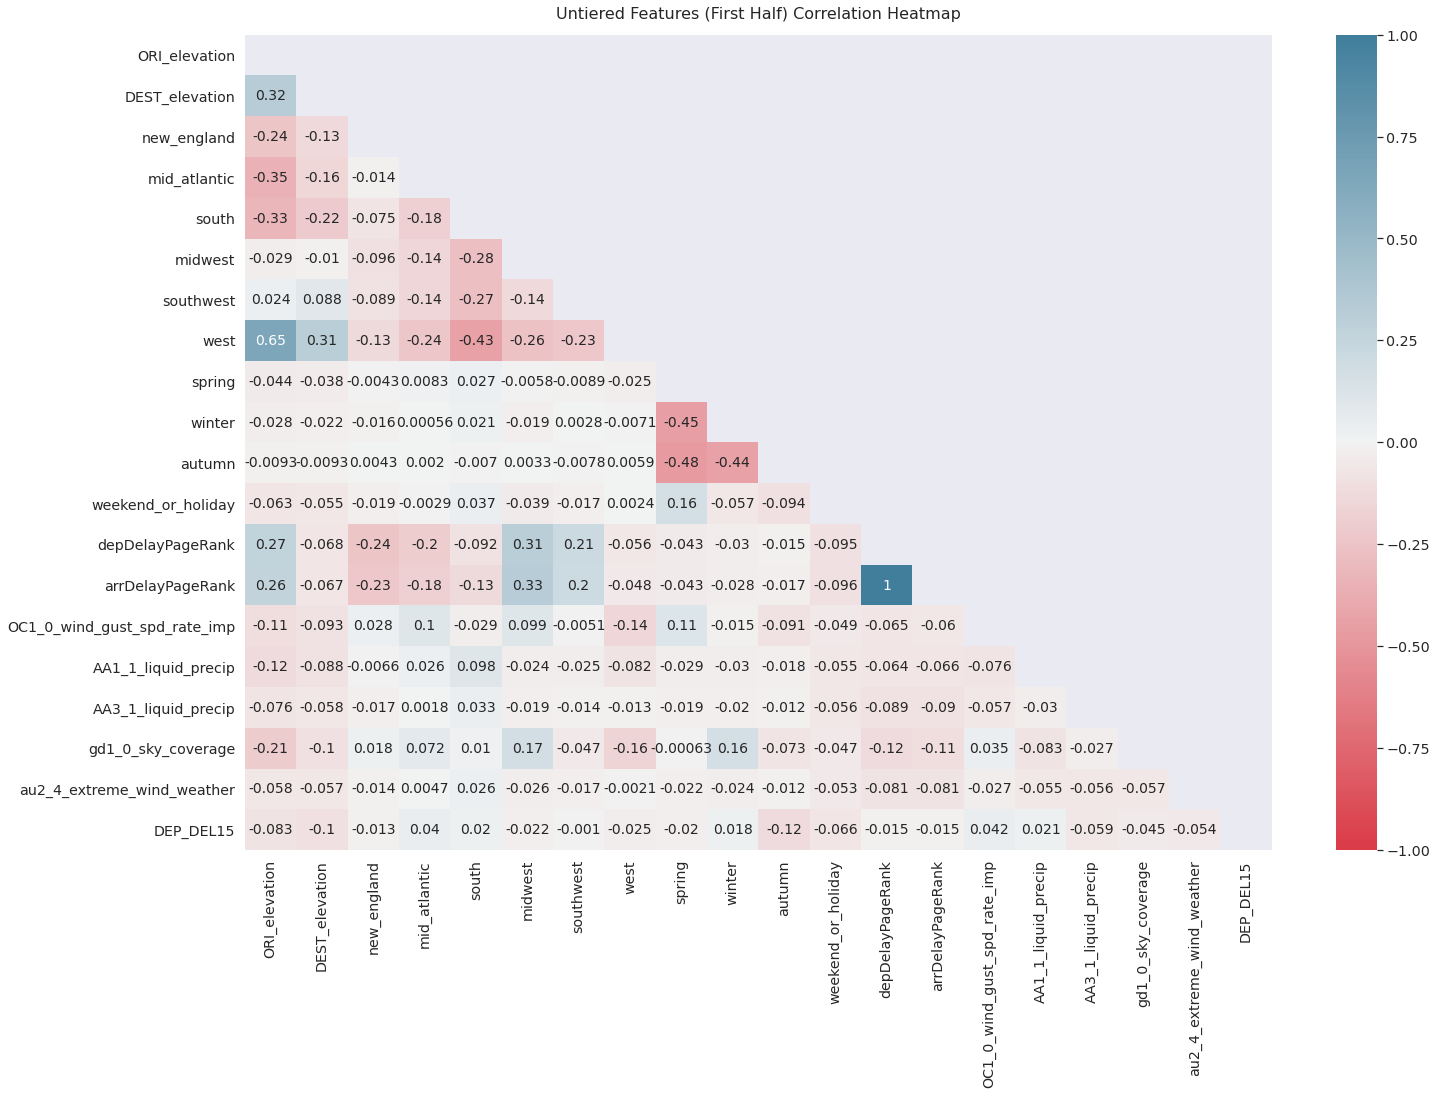 Untiered Features (First Half) Correlation Heatmap
ORI_elevation
DEST_elevation 0.32
new_england -0.24 -0.13
mid_atlantic -0.35 -0.16 -0.014
south -0.33 -0.22 -0.075 -0.18
midwest -0.029 -0.01 -0.096 -0.14 -0.28
southwest 0.024 0.088 -0.089 -0.14 -0.27 -0.14
west 0.65 0.31 -0.13 -0.24 -0.43 -0.26 -0.23
spring -0.044 -0.038 -0.0043 0.0083 0.027 -0.0058 -0.0089 -0.025
winter -0.028 -0.022 -0.016 0.00056 0.021 -0.019 0.0028 -0.0071 -0.45
autumn -0.0093 -0.0093 0.0043 0.002 -0.007 0.0033 -0.0078 0.0059 -0.48 -0.44
weekend_or_holiday -0.063 -0.055 -0.019 -0.0029 0.037 -0.039 -0.017 0.0024 0.16 -0.057 -0.094
depDelayPageRank 0.27 -0.068 -0.24 -0.2 -0.092 0.31 0.21 -0.056 -0.043 -0.03 -0.015 -0.095
arrDelayPageRank 0.26 -0.067 -0.23 -0.18 -0.13 0.33 0.2 -0.048 -0.043 -0.028 -0.017 -0.096 1
OC1_0_wind_gust_spd_rate_imp -0.11 -0.093 0.028 0.1 -0.029 0.099 -0.0051 -0.14 0.11 -0.015 -0.091 -0.049 -0.065 -0.06
AA1_1_liquid_precip -0.12 -0.088 -0.0066 0.026 0.098 -0.024 -0.025 -0.082 -0.029 -0.03 -0.018 -0.055 -0.064 -0.066 -0.076
AA3_1_liquid_precip -0.076 -0.058 -0.017 0.0018 0.033 -0.019 -0.014 -0.013 -0.019 -0.02 -0.012 -0.056 -0.089 -0.09 -0.057 -0.03
gd1_0_sky_coverage -0.21 -0.1 0.018 0.072 0.01 0.17 -0.047 -0.16 -0.00063 0.16 -0.073 -0.047 -0.12 -0.11 0.035 -0.083 -0.027
au2_4_extreme_wind_weather -0.058 -0.057 -0.014 0.0047 0.026 -0.026 -0.017 -0.0021 -0.022 -0.024 -0.012 -0.053 -0.081 -0.081 -0.027 -0.055 -0.056 -0.057
DEP_DEL15 -0.083 -0.1 -0.013 0.04 0.02 -0.022 -0.001 -0.025 -0.02 0.018 -0.12 -0.066 -0.015 -0.015 0.042 0.021 -0.059 -0.045 -0.054
ORI_elevation
DEST_elevation
new_england
mid_atlantic
south
midwest
southwest
west
spring
winter
autumn
weekend_or_holiday
depDelayPageRank
arrDelayPageRank
OC1_0_wind_gust_spd_rate_imp
AA1_1_liquid_precip
AA3_1_liquid_precip
gd1_0_sky_coverage
au2_4_extreme_wind_weather
DEP_DEL15
1.00
0.75
0.50
0.25
0.00
−0.25
−0.50
−0.75
−1.00